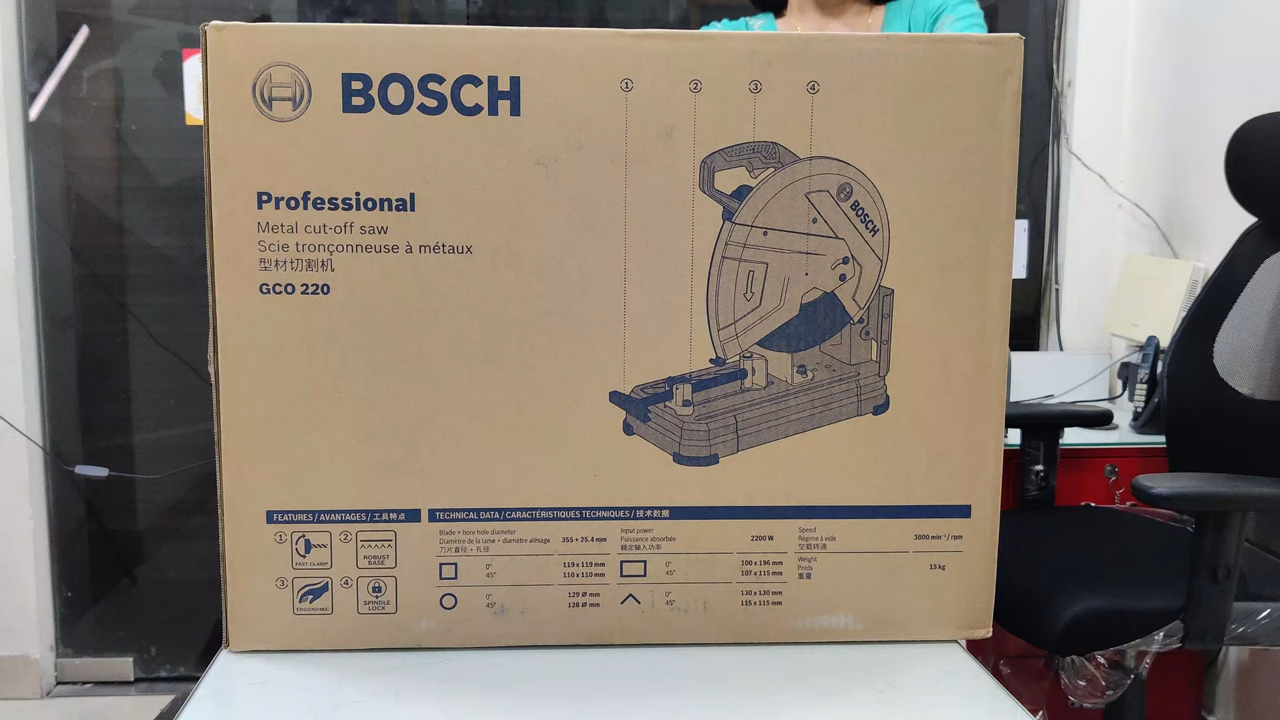 BOSCH
Professional
Metal cut-off saw
Scie tronçonneuse à métaux
型材切割机
GCO 220
① ② ③ ④
BOSCH
FEATURES / AVANTAGES / 工具特点
① FAST CLAMP
② ROBUST BASE
③ ERGONOMIC
④ SPINDLE LOCK
TECHNICAL DATA / CARACTÉRISTIQUES TECHNIQUES / 技术数据
Blade + bore hole diameter
Diamètre de la lame + diamètre alésage
刀片直径 + 孔径
355 + 25.4 mm
0° 119 x 119 mm
45° 110 x 110 mm
0° 129 Ø mm
45° 128 Ø mm
Input power
Puissance absorbée
额定输入功率
2200 W
0° 100 x 196 mm
45° 107 x 115 mm
0° 130 x 130 mm
45° 115 x 115 mm
Speed
Régime à vide
空载转速
3800 min⁻¹ / rpm
Weight
Poids
重量
15 kg